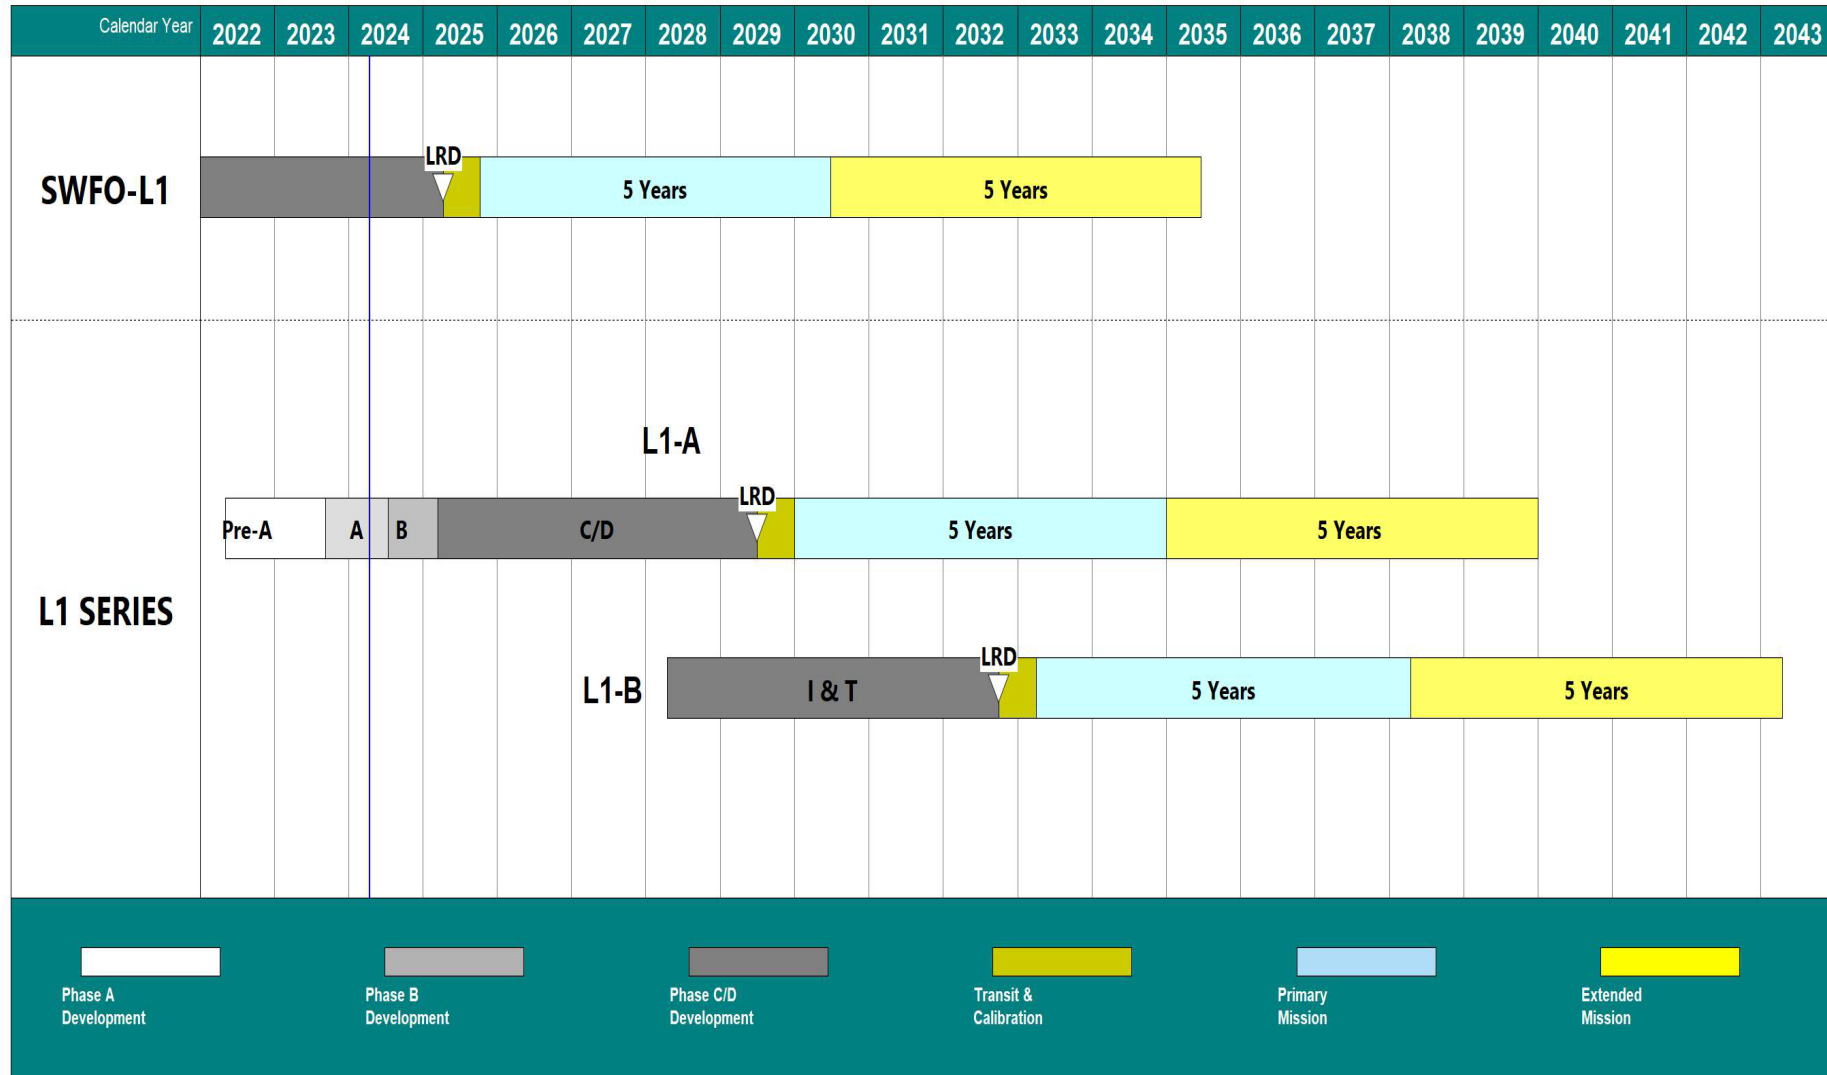 Calendar Year 2022 2023 2024 2025 2026 2027 2028 2029 2030 2031 2032 2033 2034 2035 2036 2037 2038 2039 2040 2041 2042 2043
LRD
SWFO-L1 5 Years 5 Years
L1-A
LRD
Pre-A A B C/D 5 Years 5 Years
L1 SERIES
LRD
L1-B I & T 5 Years 5 Years
Phase A
Development
Phase B
Development
Phase C/D
Development
Transit &
Calibration
Primary
Mission
Extended
Mission